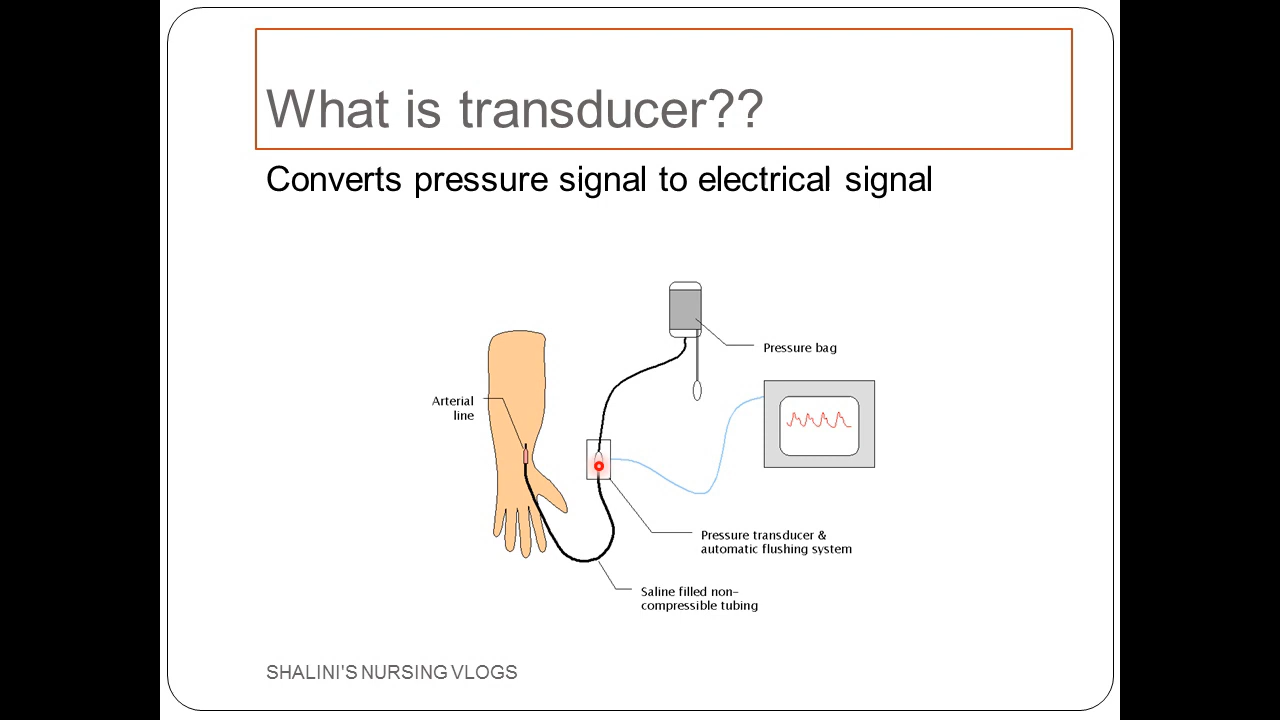 What is transducer??
Converts pressure signal to electrical signal
Pressure bag
Arterial
line
Pressure transducer &
automatic flushing system
Saline filled non-
compressible tubing
SHALINI'S NURSING VLOGS